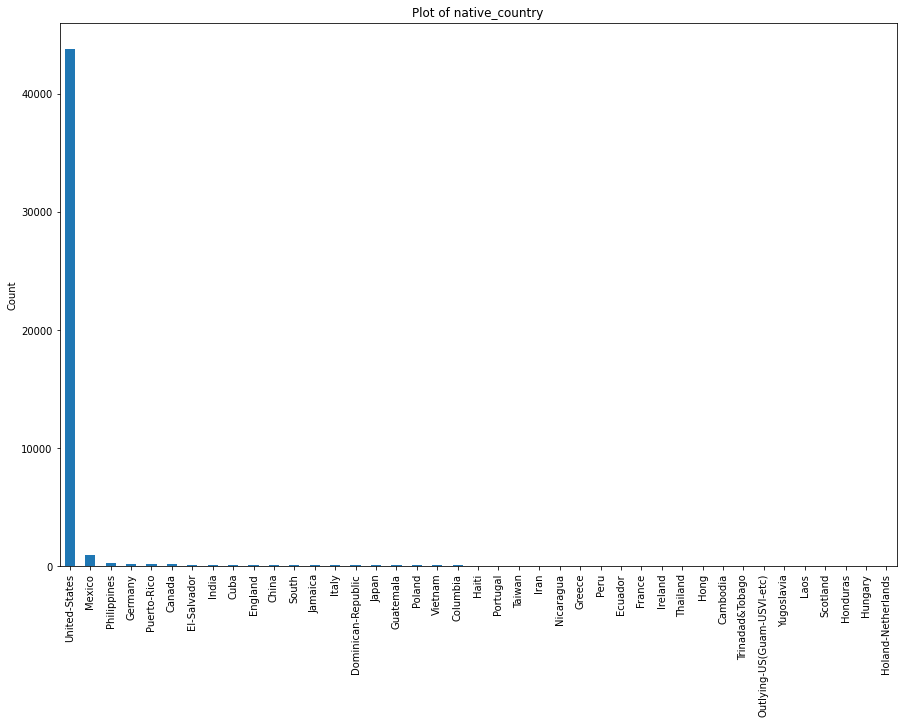 Plot of native_country
Count
40000
30000
20000
10000
0
United-States
Mexico
Philippines
Germany
Puerto-Rico
Canada
El-Salvador
India
Cuba
England
China
South
Jamaica
Italy
Dominican-Republic
Japan
Guatemala
Poland
Vietnam
Columbia
Haiti
Portugal
Taiwan
Iran
Nicaragua
Greece
Peru
Ecuador
France
Ireland
Thailand
Hong
Cambodia
Trinadad&Tobago
Outlying-US(Guam-USVI-etc)
Yugoslavia
Laos
Scotland
Honduras
Hungary
Holand-Netherlands